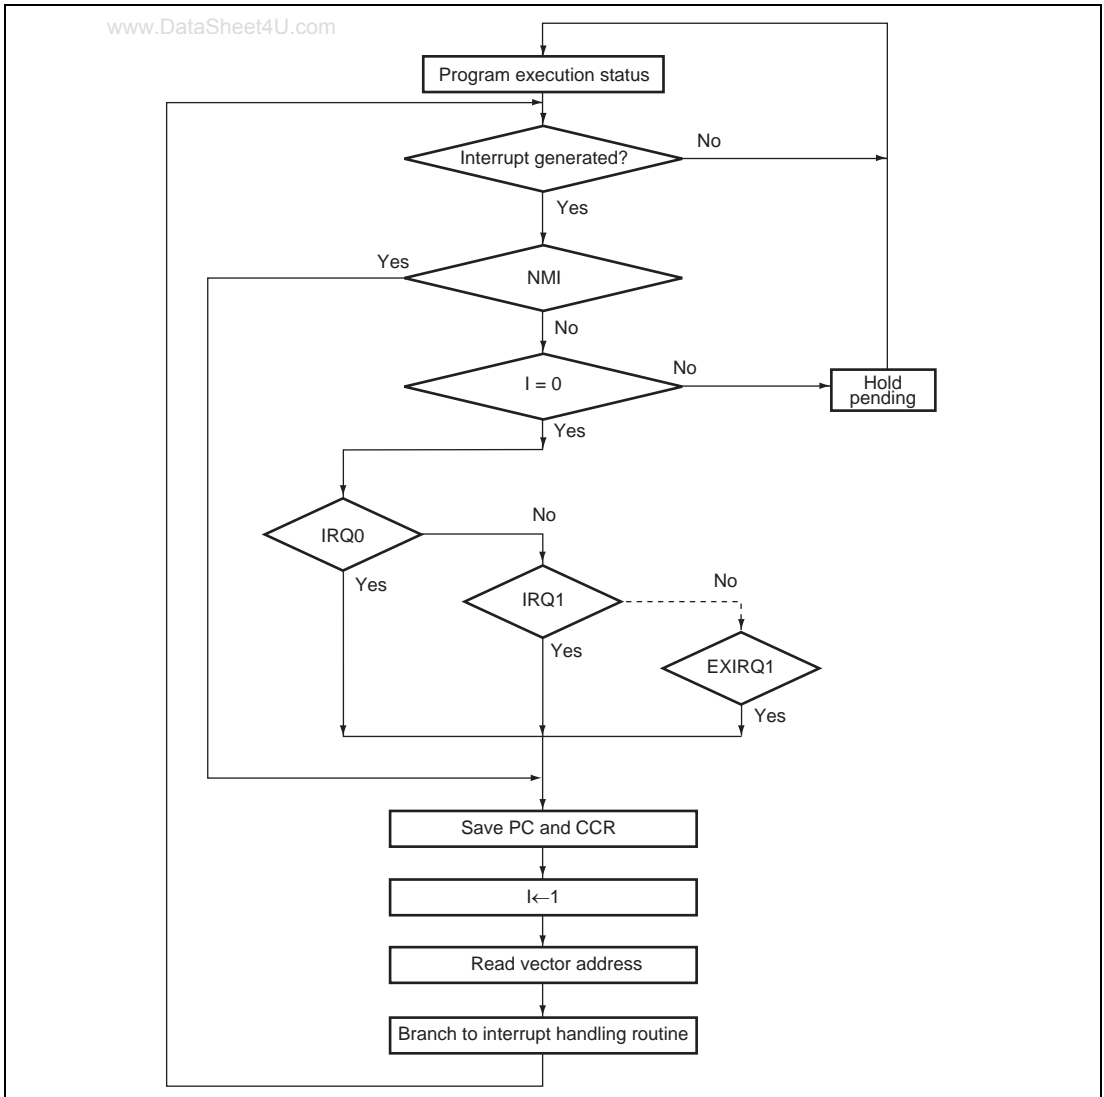 www.DataSheet4U.com
Program execution status
Interrupt generated?
No
Yes
Yes
NMI
No
I = 0
No
Hold
pending
Yes
IRQ0
No
Yes
IRQ1
No
Yes
EXIRQ1
Yes
Save PC and CCR
I←1
Read vector address
Branch to interrupt handling routine